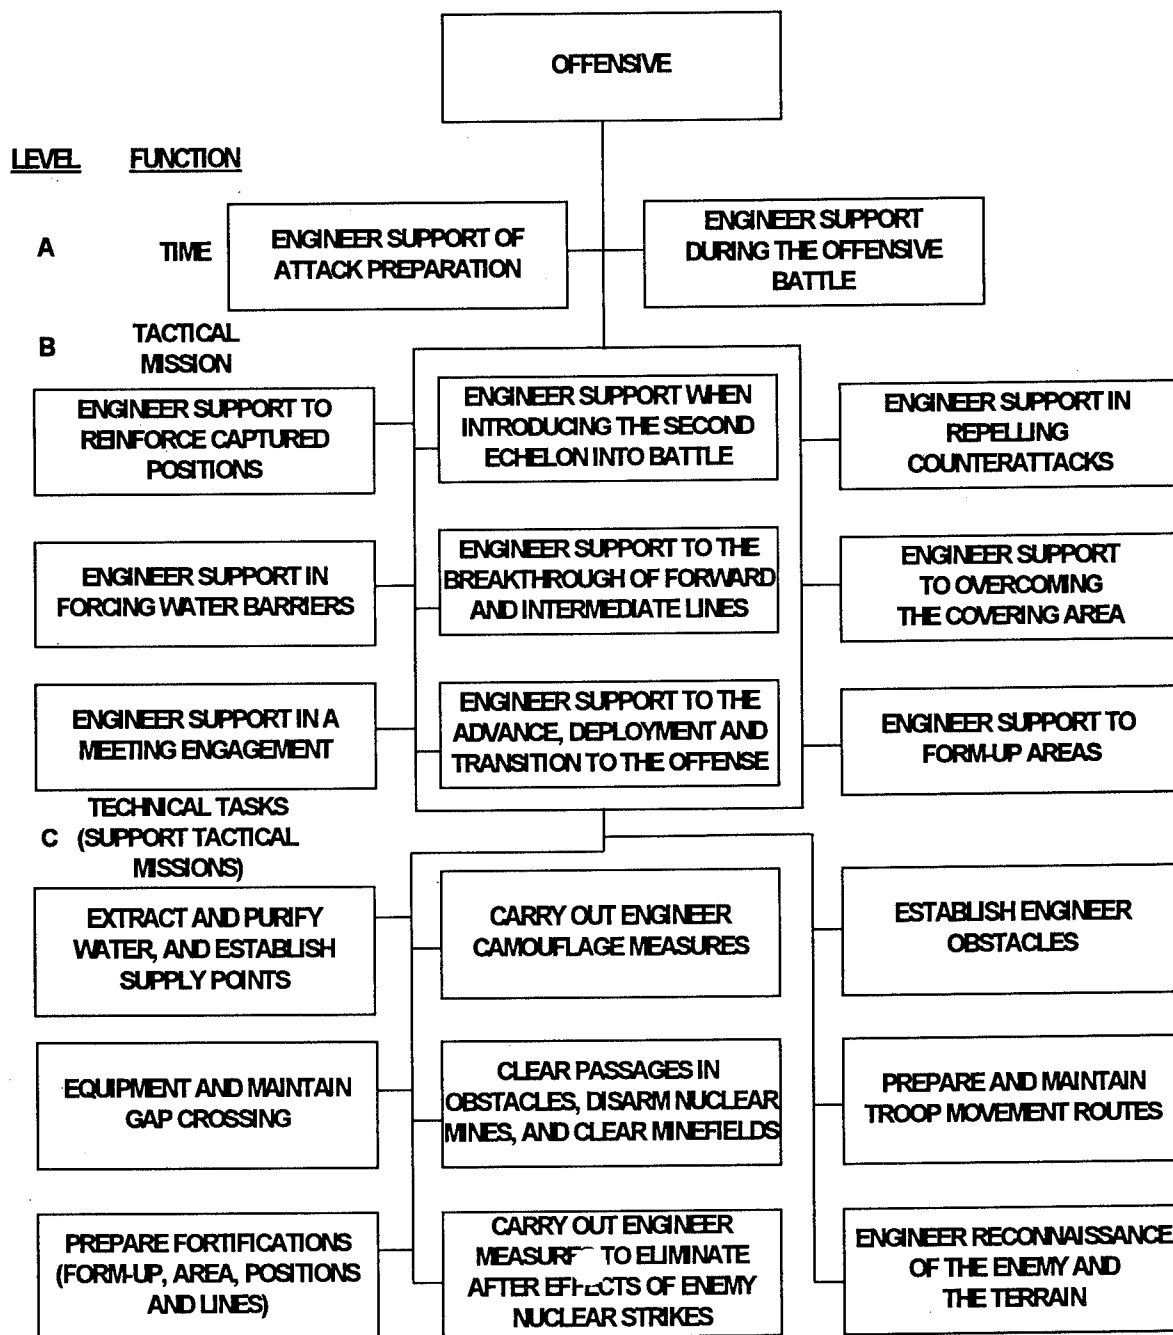 OFFENSIVE
LEVEL FUNCTION
A TIME
ENGINEER SUPPORT OF
ATTACK PREPARATION
ENGINEER SUPPORT
DURING THE OFFENSIVE
BATTLE
B TACTICAL
MISSION
ENGINEER SUPPORT TO
REINFORCE CAPTURED
POSITIONS
ENGINEER SUPPORT WHEN
INTRODUCING THE SECOND
ECHELON INTO BATTLE
ENGINEER SUPPORT IN
REPELLING
COUNTERATTACKS
ENGINEER SUPPORT IN
FORCING WATER BARRIERS
ENGINEER SUPPORT TO THE
BREAKTHROUGH OF FORWARD
AND INTERMEDIATE LINES
ENGINEER SUPPORT
TO OVERCOMING
THE COVERING AREA
ENGINEER SUPPORT IN A
MEETING ENGAGEMENT
ENGINEER SUPPORT TO THE
ADVANCE, DEPLOYMENT AND
TRANSITION TO THE OFFENSE
ENGINEER SUPPORT TO
FORM-UP AREAS
TECHNICAL TASKS
C (SUPPORT TACTICAL
MISSIONS)
EXTRACT AND PURIFY
WATER, AND ESTABLISH
SUPPLY POINTS
CARRY OUT ENGINEER
CAMOUFLAGE MEASURES
ESTABLISH ENGINEER
OBSTACLES
EQUIPMENT AND MAINTAIN
GAP CROSSING
CLEAR PASSAGES IN
OBSTACLES, DISARM NUCLEAR
MINES, AND CLEAR MINEFIELDS
PREPARE AND MAINTAIN
TROOP MOVEMENT ROUTES
PREPARE FORTIFICATIONS
(FORM-UP, AREA, POSITIONS
AND LINES)
CARRY OUT ENGINEER
MEASURES TO ELIMINATE
AFTER EFFECTS OF ENEMY
NUCLEAR STRIKES
ENGINEER RECONNAISSANCE
OF THE ENEMY AND
THE TERRAIN